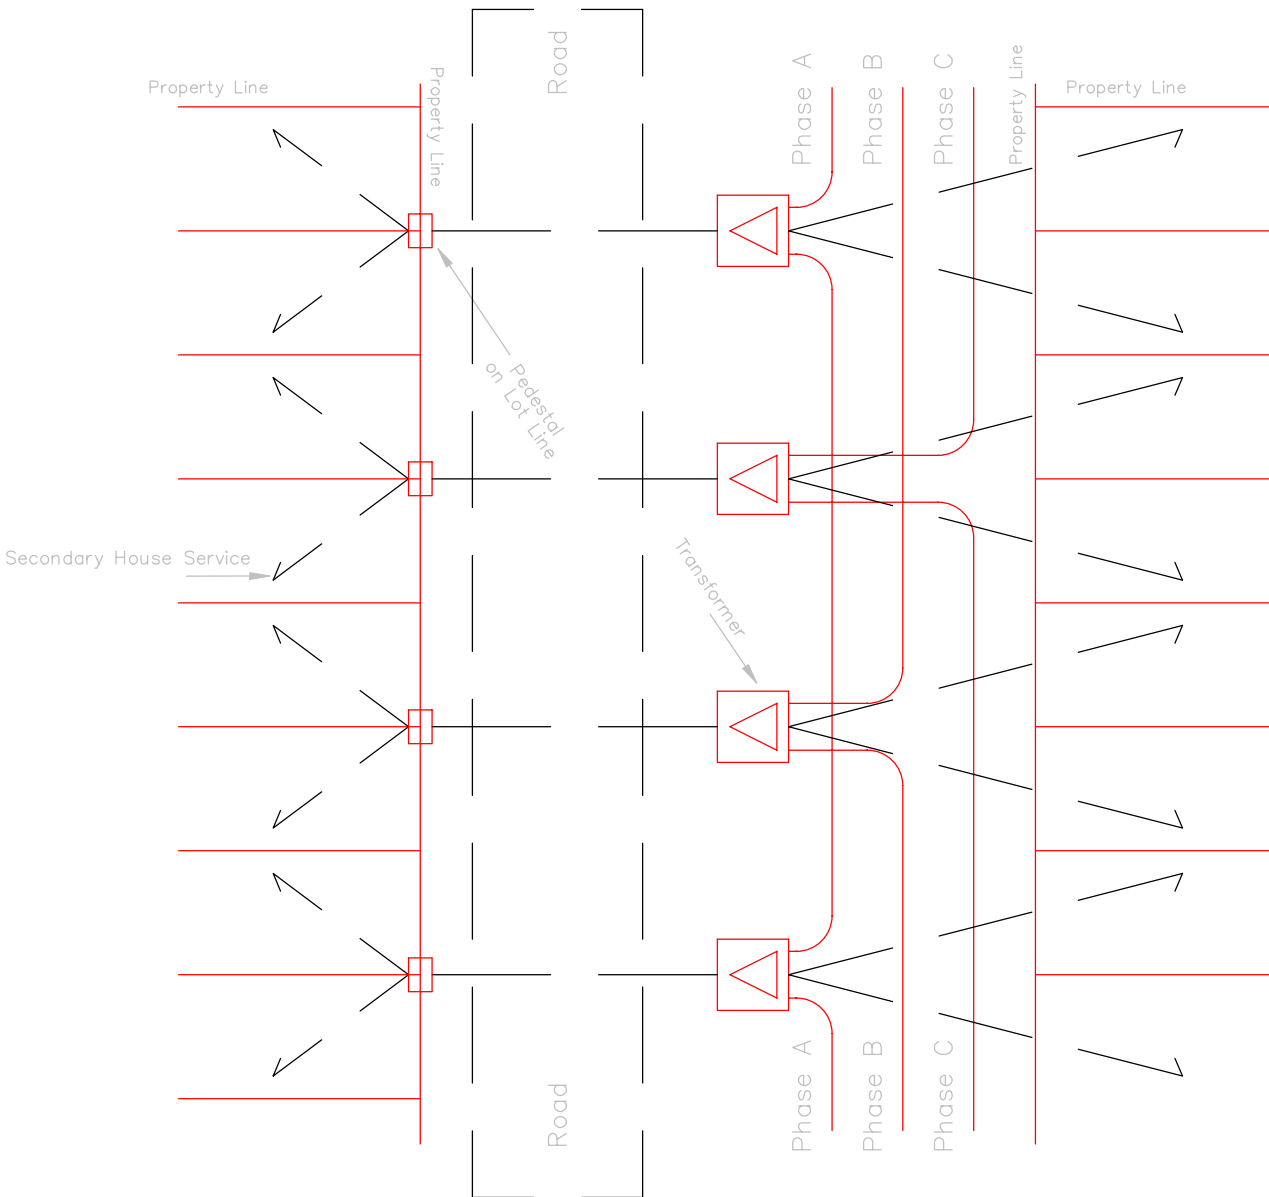 Road
Phase A
Phase B
Phase C
Property Line
Property Line
Property Line
Property Line
Pedestal
on Lot Line
Secondary House Service
Transformer
Road
Phase A
Phase B
Phase C